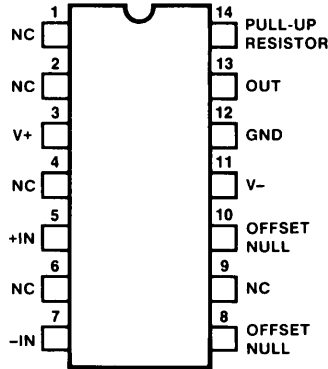 1
NC
2
NC
3
V+
4
NC
5
+IN
6
NC
7
–IN
14
PULL-UP
RESISTOR
13
OUT
12
GND
11
V–
10
OFFSET
NULL
9
NC
8
OFFSET
NULL